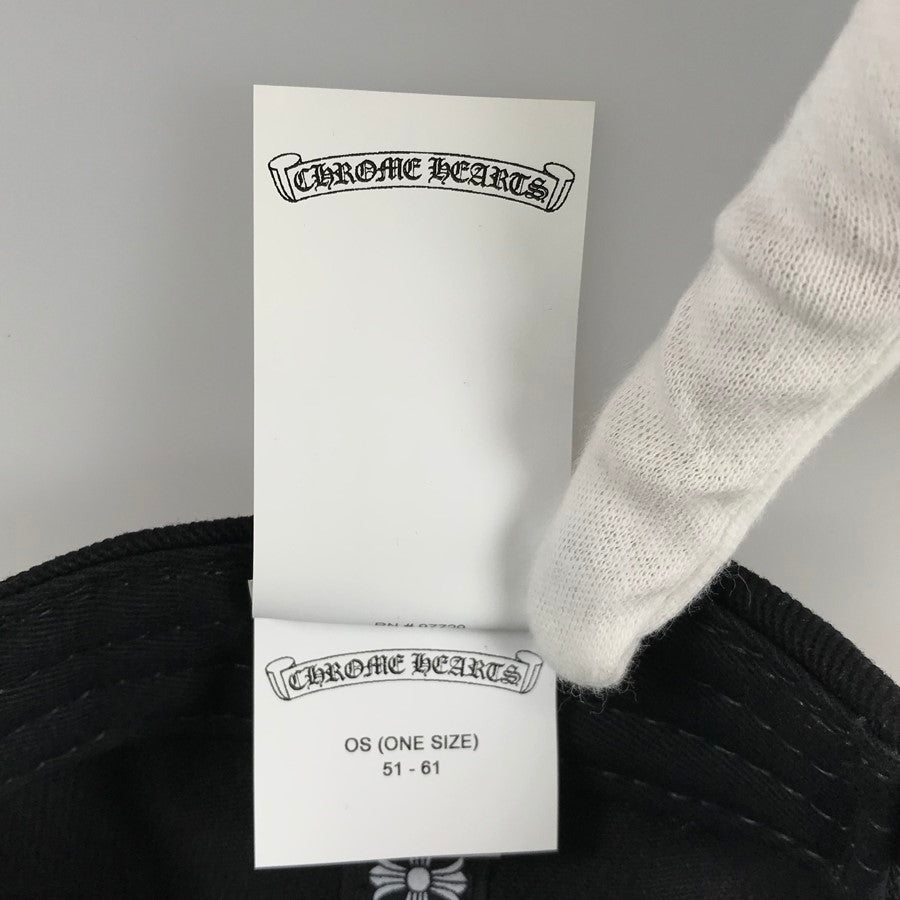 CHROME HEARTS
CHROME HEARTS
OS (ONE SIZE)
51 - 61